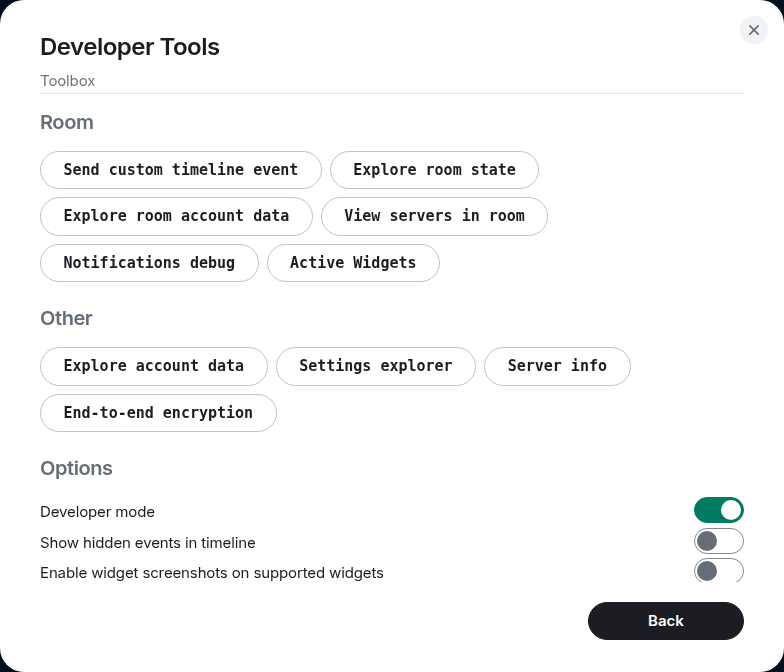 Developer Tools
Toolbox
Room
Send custom timeline event
Explore room state
Explore room account data
View servers in room
Notifications debug
Active Widgets
Other
Explore account data
Settings explorer
Server info
End-to-end encryption
Options
Developer mode
Show hidden events in timeline
Enable widget screenshots on supported widgets
Back